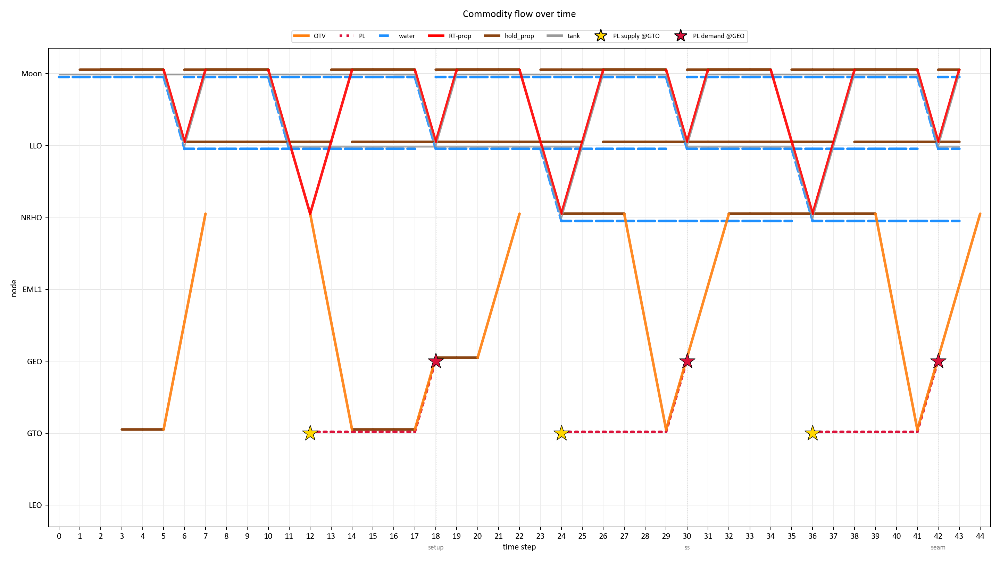 Commodity flow over time
OTV PL water RT-prop hold_prop tank PL supply @GTO PL demand @GEO
node
Moon
LLO
NRHO
EML1
GEO
GTO
LEO
0 1 2 3 4 5 6 7 8 9 10 11 12 13 14 15 16 17 18 19 20 21 22 23 24 25 26 27 28 29 30 31 32 33 34 35 36 37 38 39 40 41 42 43 44
setup ss seam
time step